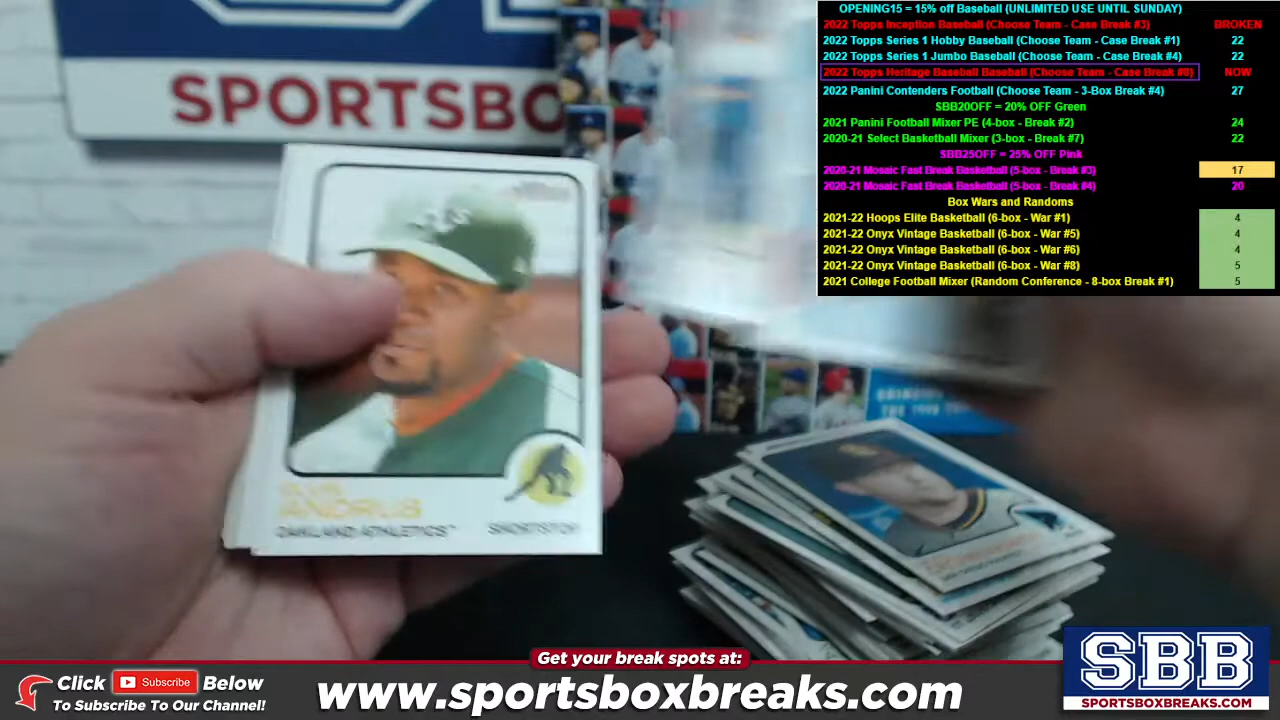 SPORTSBO
OPENING15 = 15% off Baseball (UNLIMITED USE UNTIL SUNDAY)
2022 Topps Inception Baseball (Choose Team - Case Break #3) BROKEN
2022 Topps Series 1 Hobby Baseball (Choose Team - Case Break #1) 22
2022 Topps Series 1 Jumbo Baseball (Choose Team - Case Break #4) 22
2022 Topps Heritage Baseball Baseball (Choose Team - Case Break #8) NOW
2022 Panini Contenders Football (Choose Team - 3-Box Break #4) 27
SBB20OFF = 20% OFF Green
2021 Panini Football Mixer PE (4-box - Break #2) 24
2020-21 Select Basketball Mixer (3-box - Break #7) 22
SBB25OFF = 25% OFF Pink
2020-21 Mosaic Fast Break Basketball (5-box - Break #3) 17
2020-21 Mosaic Fast Break Basketball (5-box - Break #4) 20
Box Wars and Randoms
2021-22 Hoops Elite Basketball (6-box - War #1) 4
2021-22 Onyx Vintage Basketball (6-box - War #5) 4
2021-22 Onyx Vintage Basketball (6-box - War #6) 4
2021-22 Onyx Vintage Basketball (6-box - War #8) 5
2021 College Football Mixer (Random Conference - 8-box Break #1) 5
ELVIS
ANDRUS
OAKLAND ATHLETICS™ SHORTSTOP
Get your break spots at:
Click Subscribe Below
To Subscribe To Our Channel!
www.sportsboxbreaks.com
SBB
SPORTSBOXBREAKS.COM